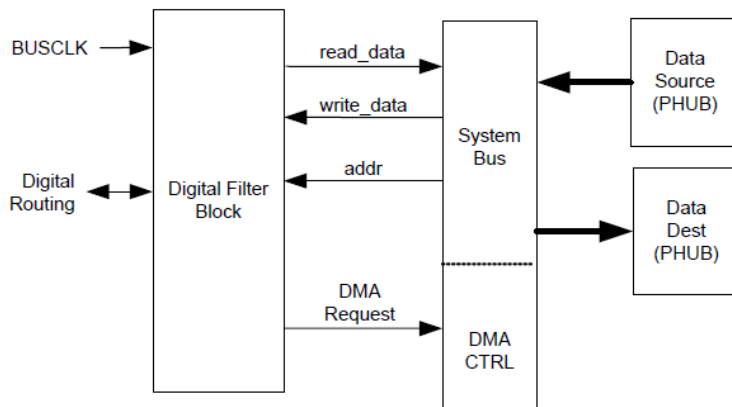 BUSCLK
Digital
Routing
Digital Filter
Block
read_data
write_data
addr
DMA
Request
System
Bus
DMA
CTRL
Data
Source
(PHUB)
Data
Dest
(PHUB)